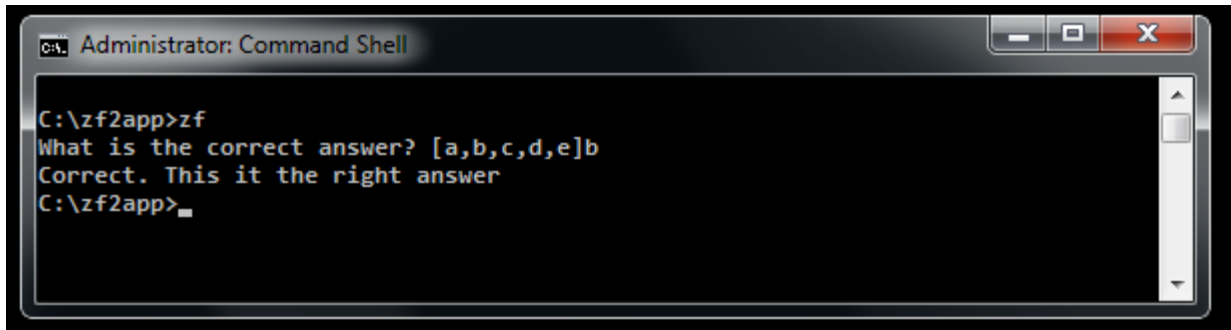 C:\. Administrator: Command Shell
C:\zf2app>zf
What is the correct answer? [a,b,c,d,e]b
Correct. This it the right answer
C:\zf2app>_